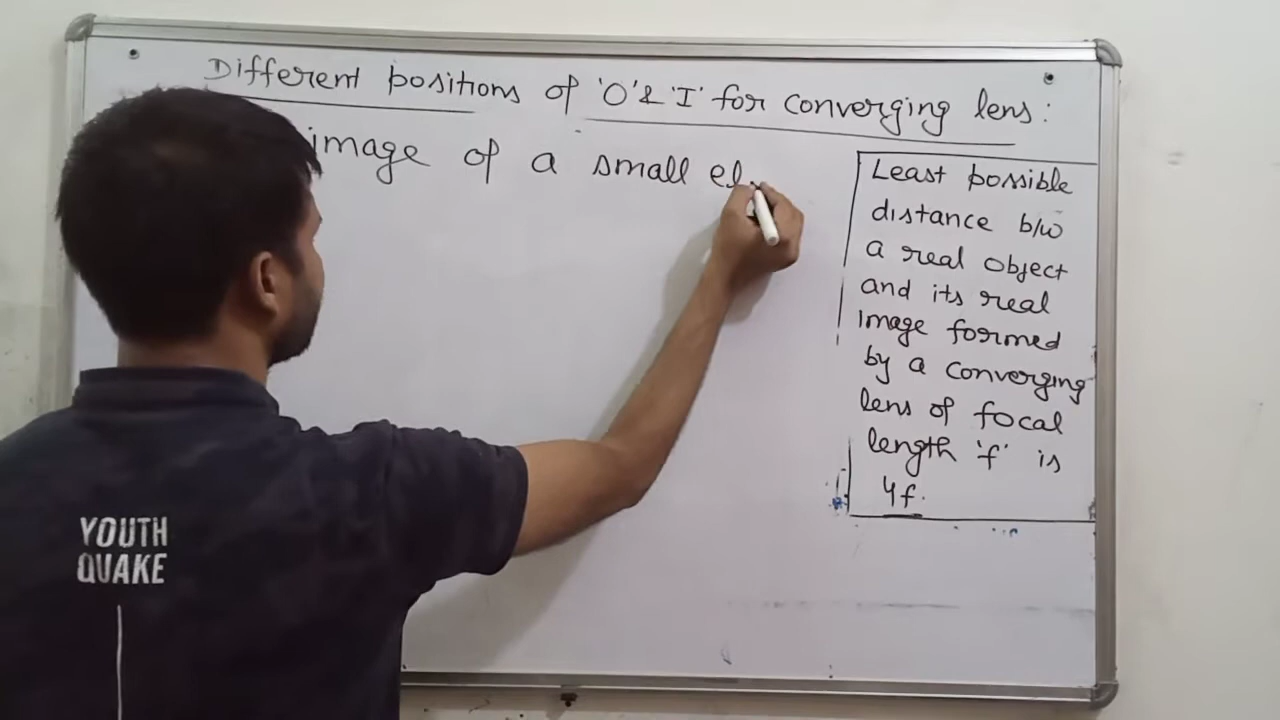 Different positions of 'O' & 'I' for converging lens:
image of a small el
Least possible
distance b/w
a real object
and its real
image formed
by a converging
lens of focal
length 'f' is
4f.
YOUTH
QUAKE